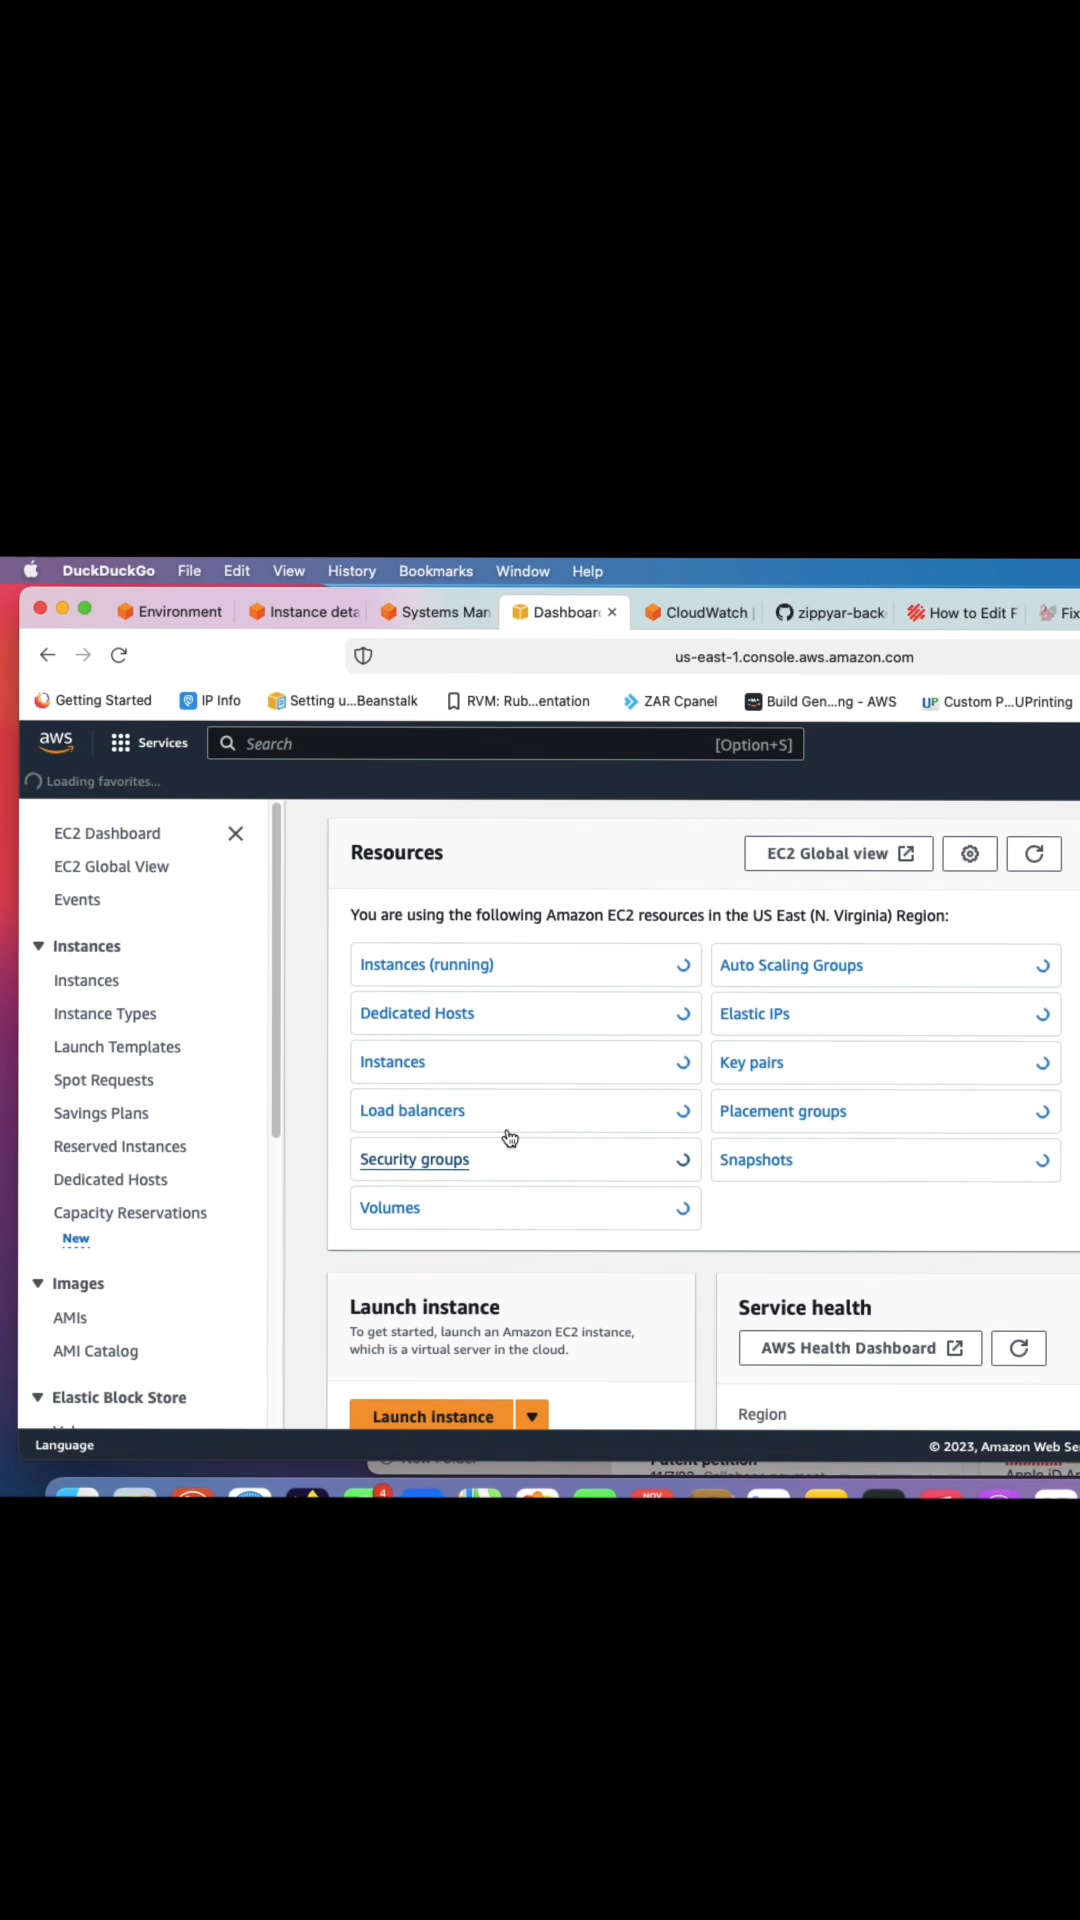 DuckDuckGo File Edit View History Bookmarks Window Help
Environment Instance deta Systems Man Dashboar CloudWatch zippyar-back How to Edit F Fix
us-east-1.console.aws.amazon.com
Getting Started IP Info Setting u...Beanstalk RVM: Rub...entation ZAR Cpanel Build Gen...ng - AWS UP Custom P...UPrinting
aws Services Search [Option+S]
Loading favorites...
EC2 Dashboard
EC2 Global View
Events
Instances
Instances
Instance Types
Launch Templates
Spot Requests
Savings Plans
Reserved Instances
Dedicated Hosts
Capacity Reservations
New
Images
AMIs
AMI Catalog
Elastic Block Store
Resources
EC2 Global view
You are using the following Amazon EC2 resources in the US East (N. Virginia) Region:
Instances (running) Auto Scaling Groups
Dedicated Hosts Elastic IPs
Instances Key pairs
Load balancers Placement groups
Security groups Snapshots
Volumes
Launch instance
To get started, launch an Amazon EC2 instance,
which is a virtual server in the cloud.
Launch instance
Service health
AWS Health Dashboard
Region
Language © 2023, Amazon Web Se
4
NOV